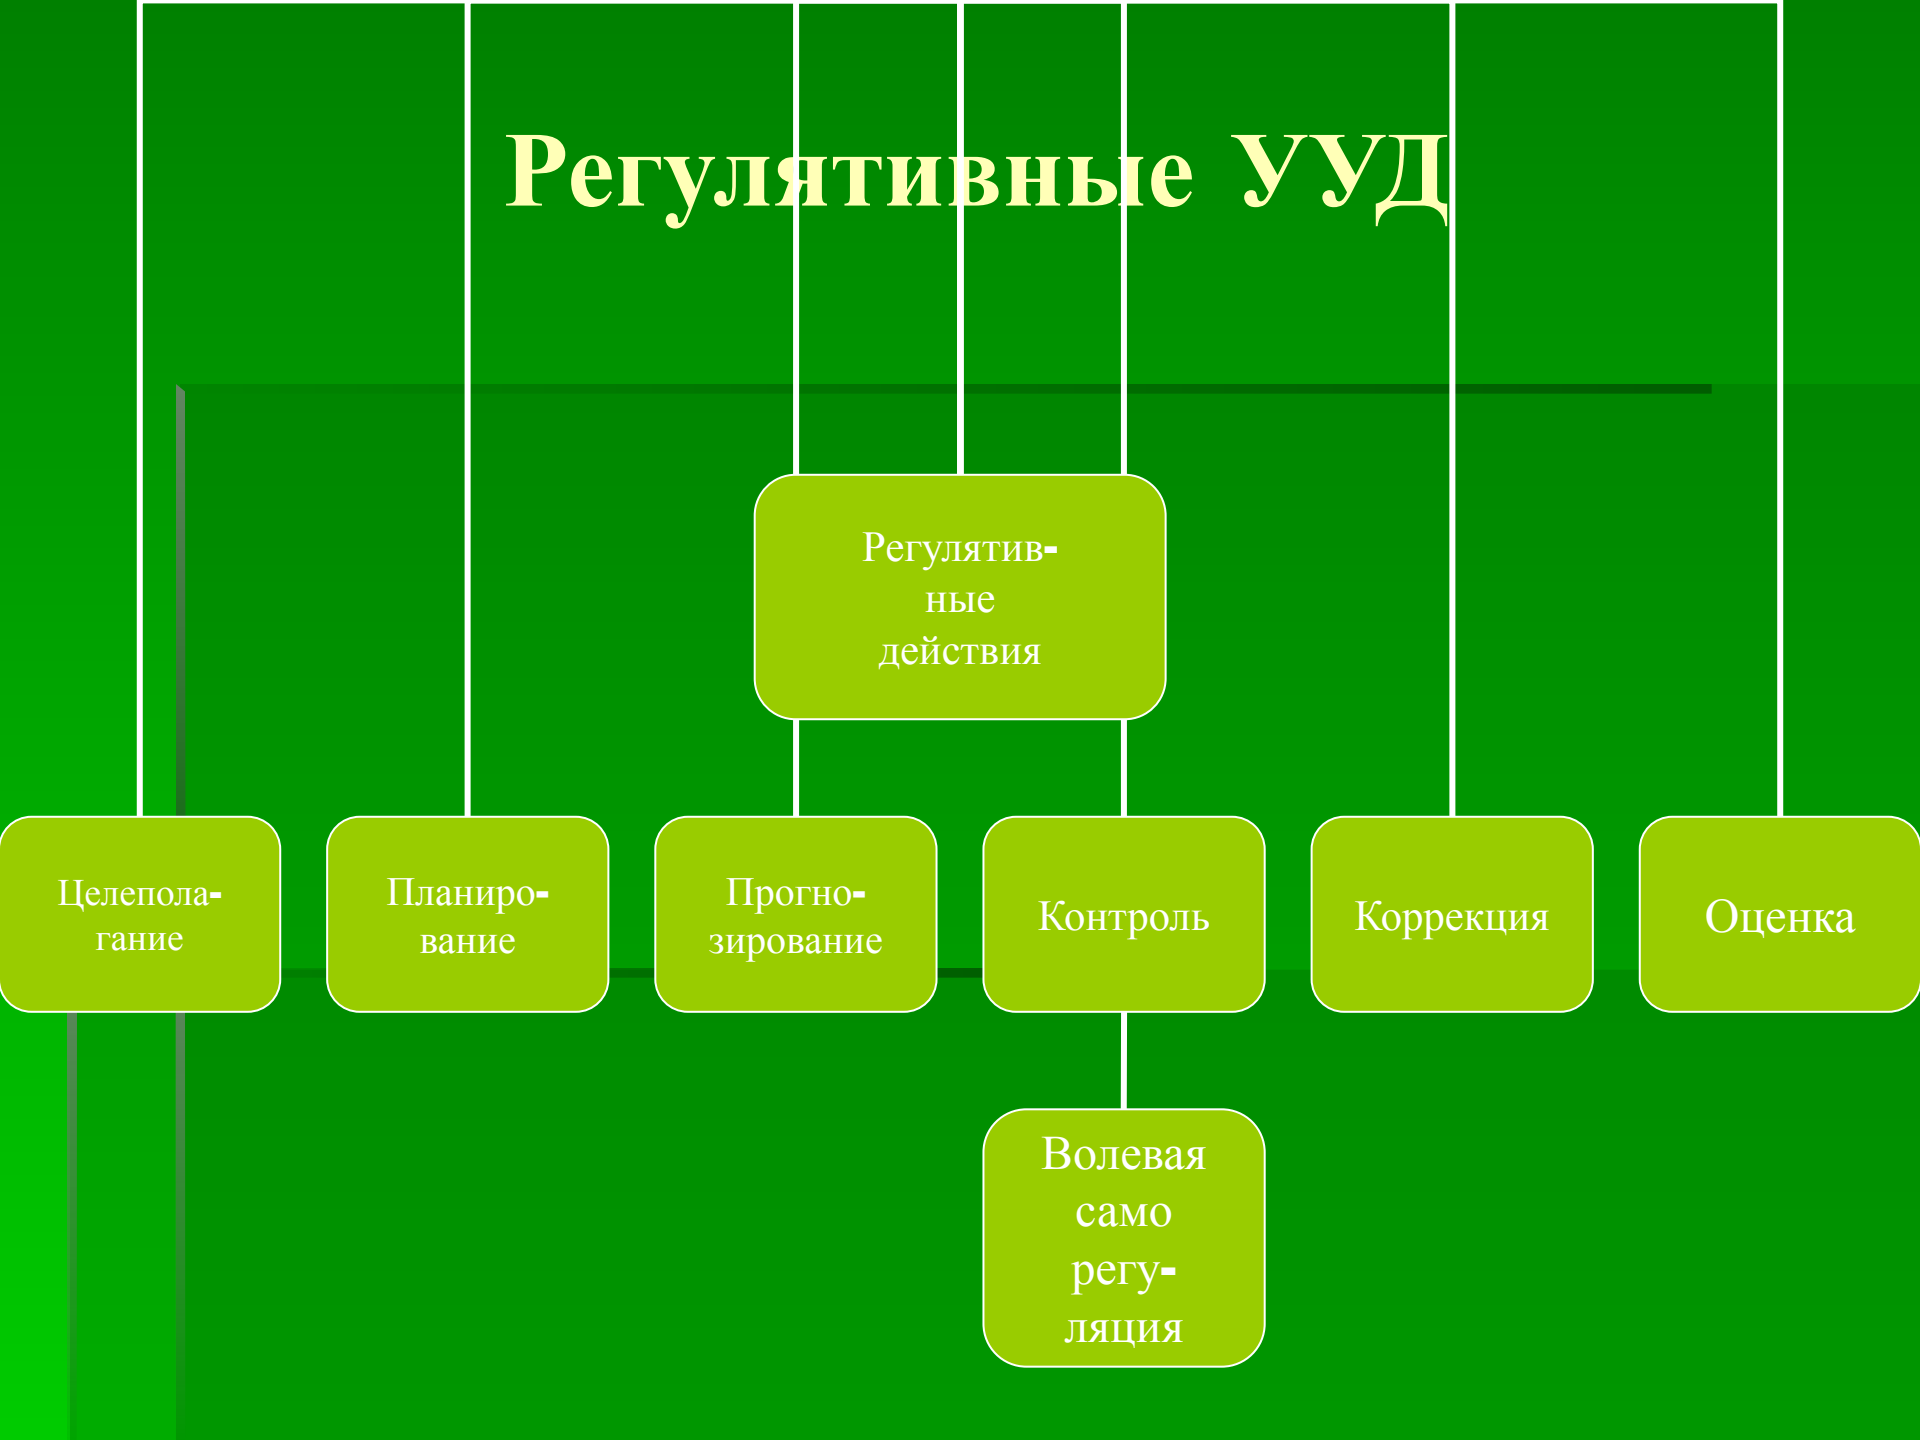 Регулятивные УУД
Регулятив-
ные
действия
Целепола-
гание
Планиро-
вание
Прогно-
зирование
Контроль
Коррекция
Оценка
Волевая
само
регу-
ляция